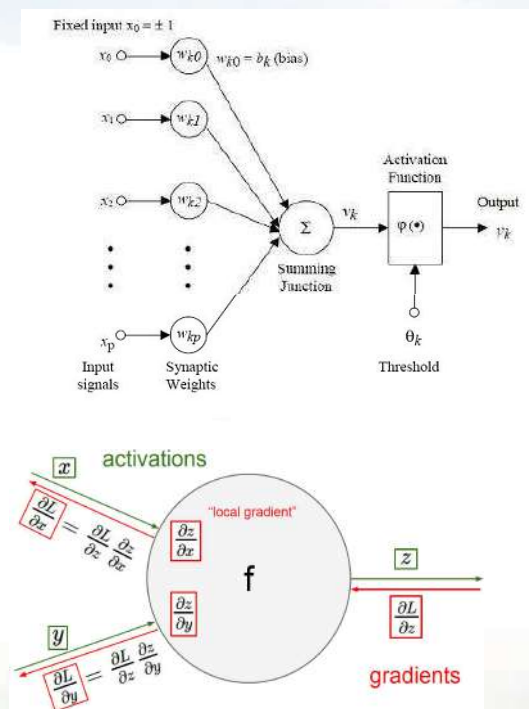 Fixed input x₀ = ± 1
x₀ w_k0 w_k0 = b_k (bias)
x₁ w_k1
Activation
Function
x₂ w_k2
Σ
v_k
φ(•)
Output
y_k
Summing
Junction
x_p w_kp
θ_k
Input
signals
Synaptic
Weights
Threshold
activations
x
∂L/∂x = ∂L/∂z ∂z/∂x
"local gradient"
∂z/∂x
f
z
∂L/∂z
∂z/∂y
y
∂L/∂y = ∂L/∂z ∂z/∂y
gradients